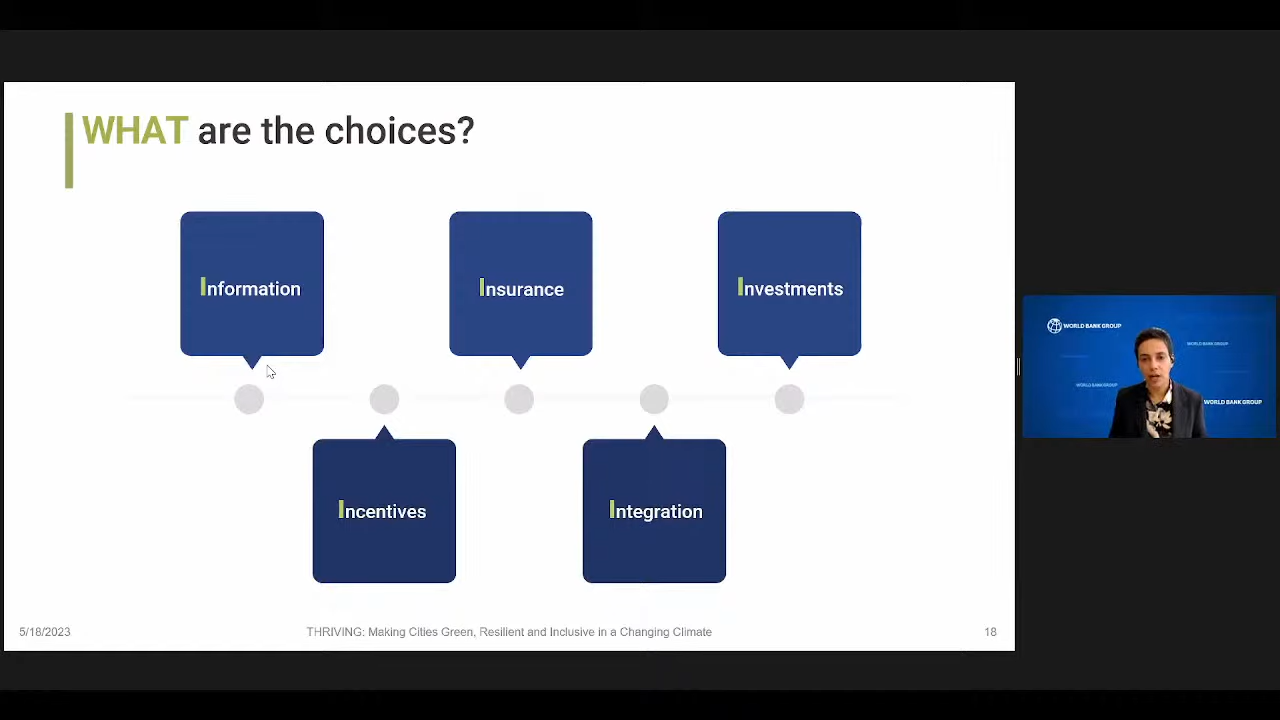 WHAT are the choices?
Information
Insurance
Investments
Incentives
Integration
5/18/2023
THRIVING: Making Cities Green, Resilient and Inclusive in a Changing Climate
18
WORLD BANK GROUP
WORLD BANK GROUP
WORLD BANK GROUP
WORLD BANK GROUP